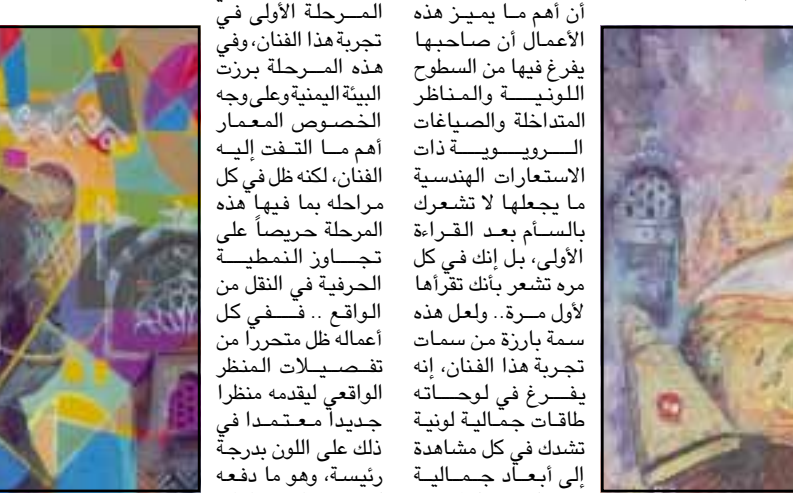 أن أهم ما يميز هذه
الأعمال أن صاحبها
يفرغ فيها من السطوح
اللونية والمناظر
المتداخلة والصياغات
الرويوية ذات
الاستعارات الهندسية
ما يجعلها لا تشعرك
بالسأم بعد القراءة
الأولى، بل إنك في كل
مره تشعر بأنك تقرأها
لأول مرة.. ولعل هذه
سمة بارزة من سمات
تجربة هذا الفنان، إنه
يفرغ في لوحاته
طاقات جمالية لونية
تشدك في كل مشاهدة
إلى أبعاد جمالية
المرحلة الأولى في
تجربة هذا الفنان، وفي
هذه المرحلة برزت
البيئة اليمنية وعلى وجه
الخصوص المعمار
أهم ما التفت إليه
الفنان، لكنه ظل في كل
مراحله بما فيها هذه
المرحلة حريصاً على
تجاوز النمطية
الحرفية في النقل من
الواقع .. ففي كل
أعماله ظل متحررا من
تفصيلات المنظر
الواقعي ليقدمه منظرا
جديداً معتمدا في
ذلك على اللون بدرجة
رئيسة، وهو ما دفعه